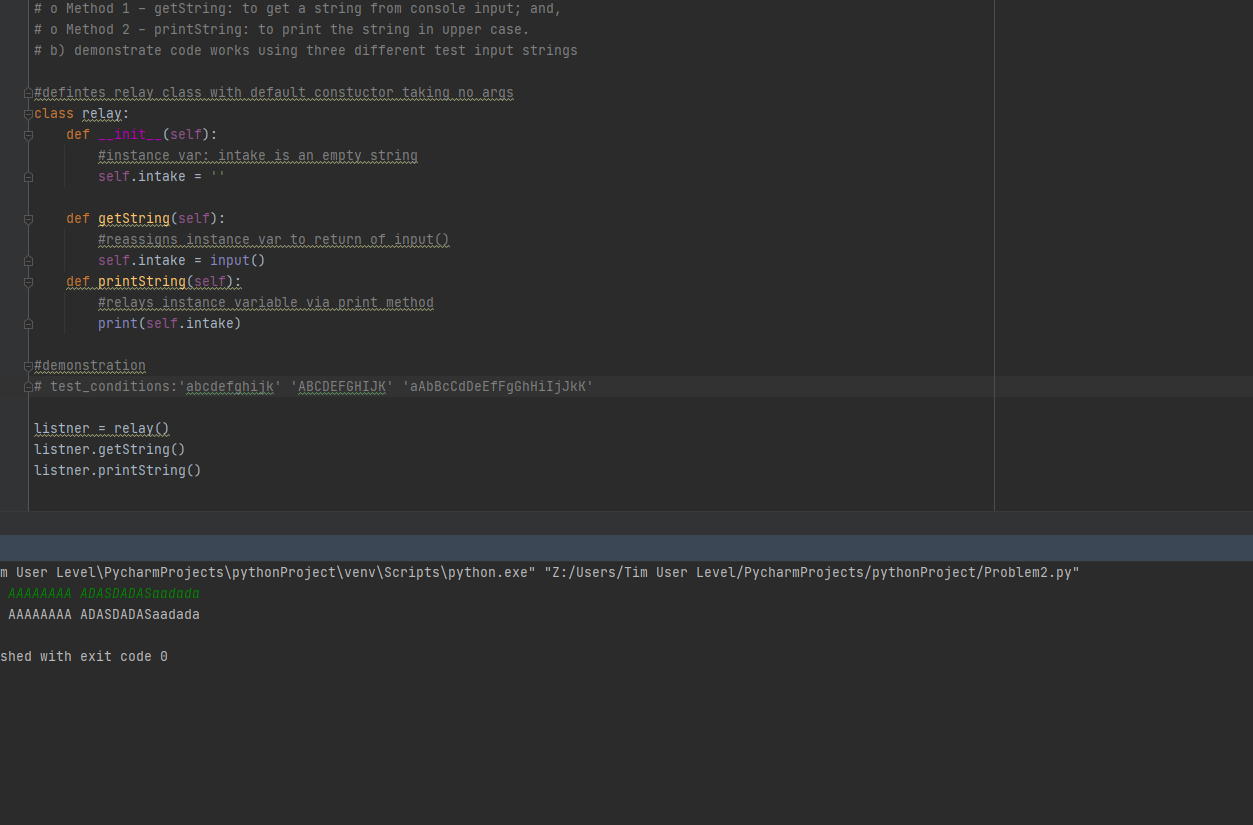 # o Method 1 – getString: to get a string from console input; and,
# o Method 2 – printString: to print the string in upper case.
# b) demonstrate code works using three different test input strings
#defintes relay class with default constuctor taking no args
class relay:
def __init__(self):
#instance var: intake is an empty string
self.intake = ''
def getString(self):
#reassigns instance var to return of input()
self.intake = input()
def printString(self):
#relays instance variable via print method
print(self.intake)
#demonstration
# test_conditions:'abcdefghijk' 'ABCDEFGHIJK' 'aAbBcCdDeEfFgGhHiIjJkK'
listner = relay()
listner.getString()
listner.printString()
m User Level\PycharmProjects\pythonProject\venv\Scripts\python.exe" "Z:/Users/Tim User Level/PycharmProjects/pythonProject/Problem2.py"
AAAAAAAA ADASDADASaadada
AAAAAAAA ADASDADASaadada
shed with exit code 0